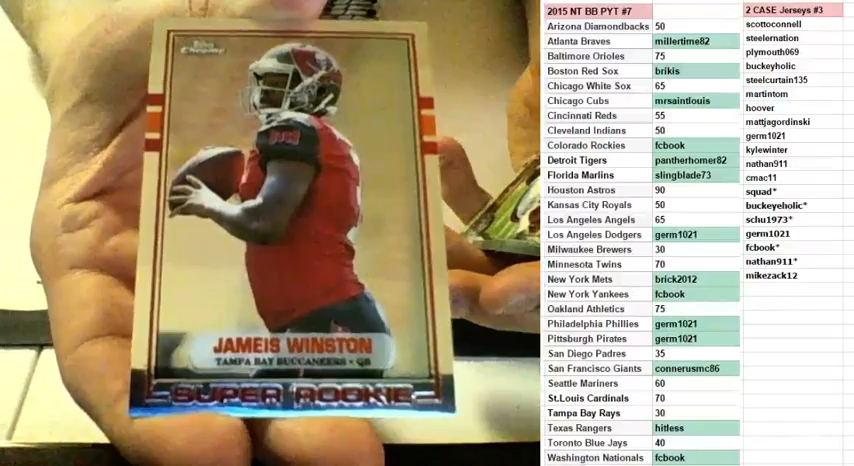 Topps
Chrome
JAMEIS WINSTON
TAMPA BAY BUCCANEERS • QB
SUPER ROOKIE
2015 NT BB PYT #7
Arizona Diamondbacks 50
Atlanta Braves millertime82
Baltimore Orioles 75
Boston Red Sox brikis
Chicago White Sox 65
Chicago Cubs mrsaintlouis
Cincinnati Reds 55
Cleveland Indians 50
Colorado Rockies fcbook
Detroit Tigers pantherhomer82
Florida Marlins slingblade73
Houston Astros 90
Kansas City Royals 50
Los Angeles Angels 65
Los Angeles Dodgers germ1021
Milwaukee Brewers 30
Minnesota Twins 70
New York Mets brick2012
New York Yankees fcbook
Oakland Athletics 75
Philadelphia Phillies germ1021
Pittsburgh Pirates germ1021
San Diego Padres 35
San Francisco Giants connerusmc86
Seattle Mariners 60
St.Louis Cardinals 70
Tampa Bay Rays 30
Texas Rangers hitless
Toronto Blue Jays 40
Washington Nationals fcbook
2 CASE Jerseys #3
scottoconnell
steelernation
plymouth069
buckeyholic
steelcurtain135
martintom
hoover
mattjagordinski
germ1021
kylewinter
nathan911
cmac11
squad*
buckeyeholic*
schu1973*
germ1021
fcbook*
nathan911*
mikezack12